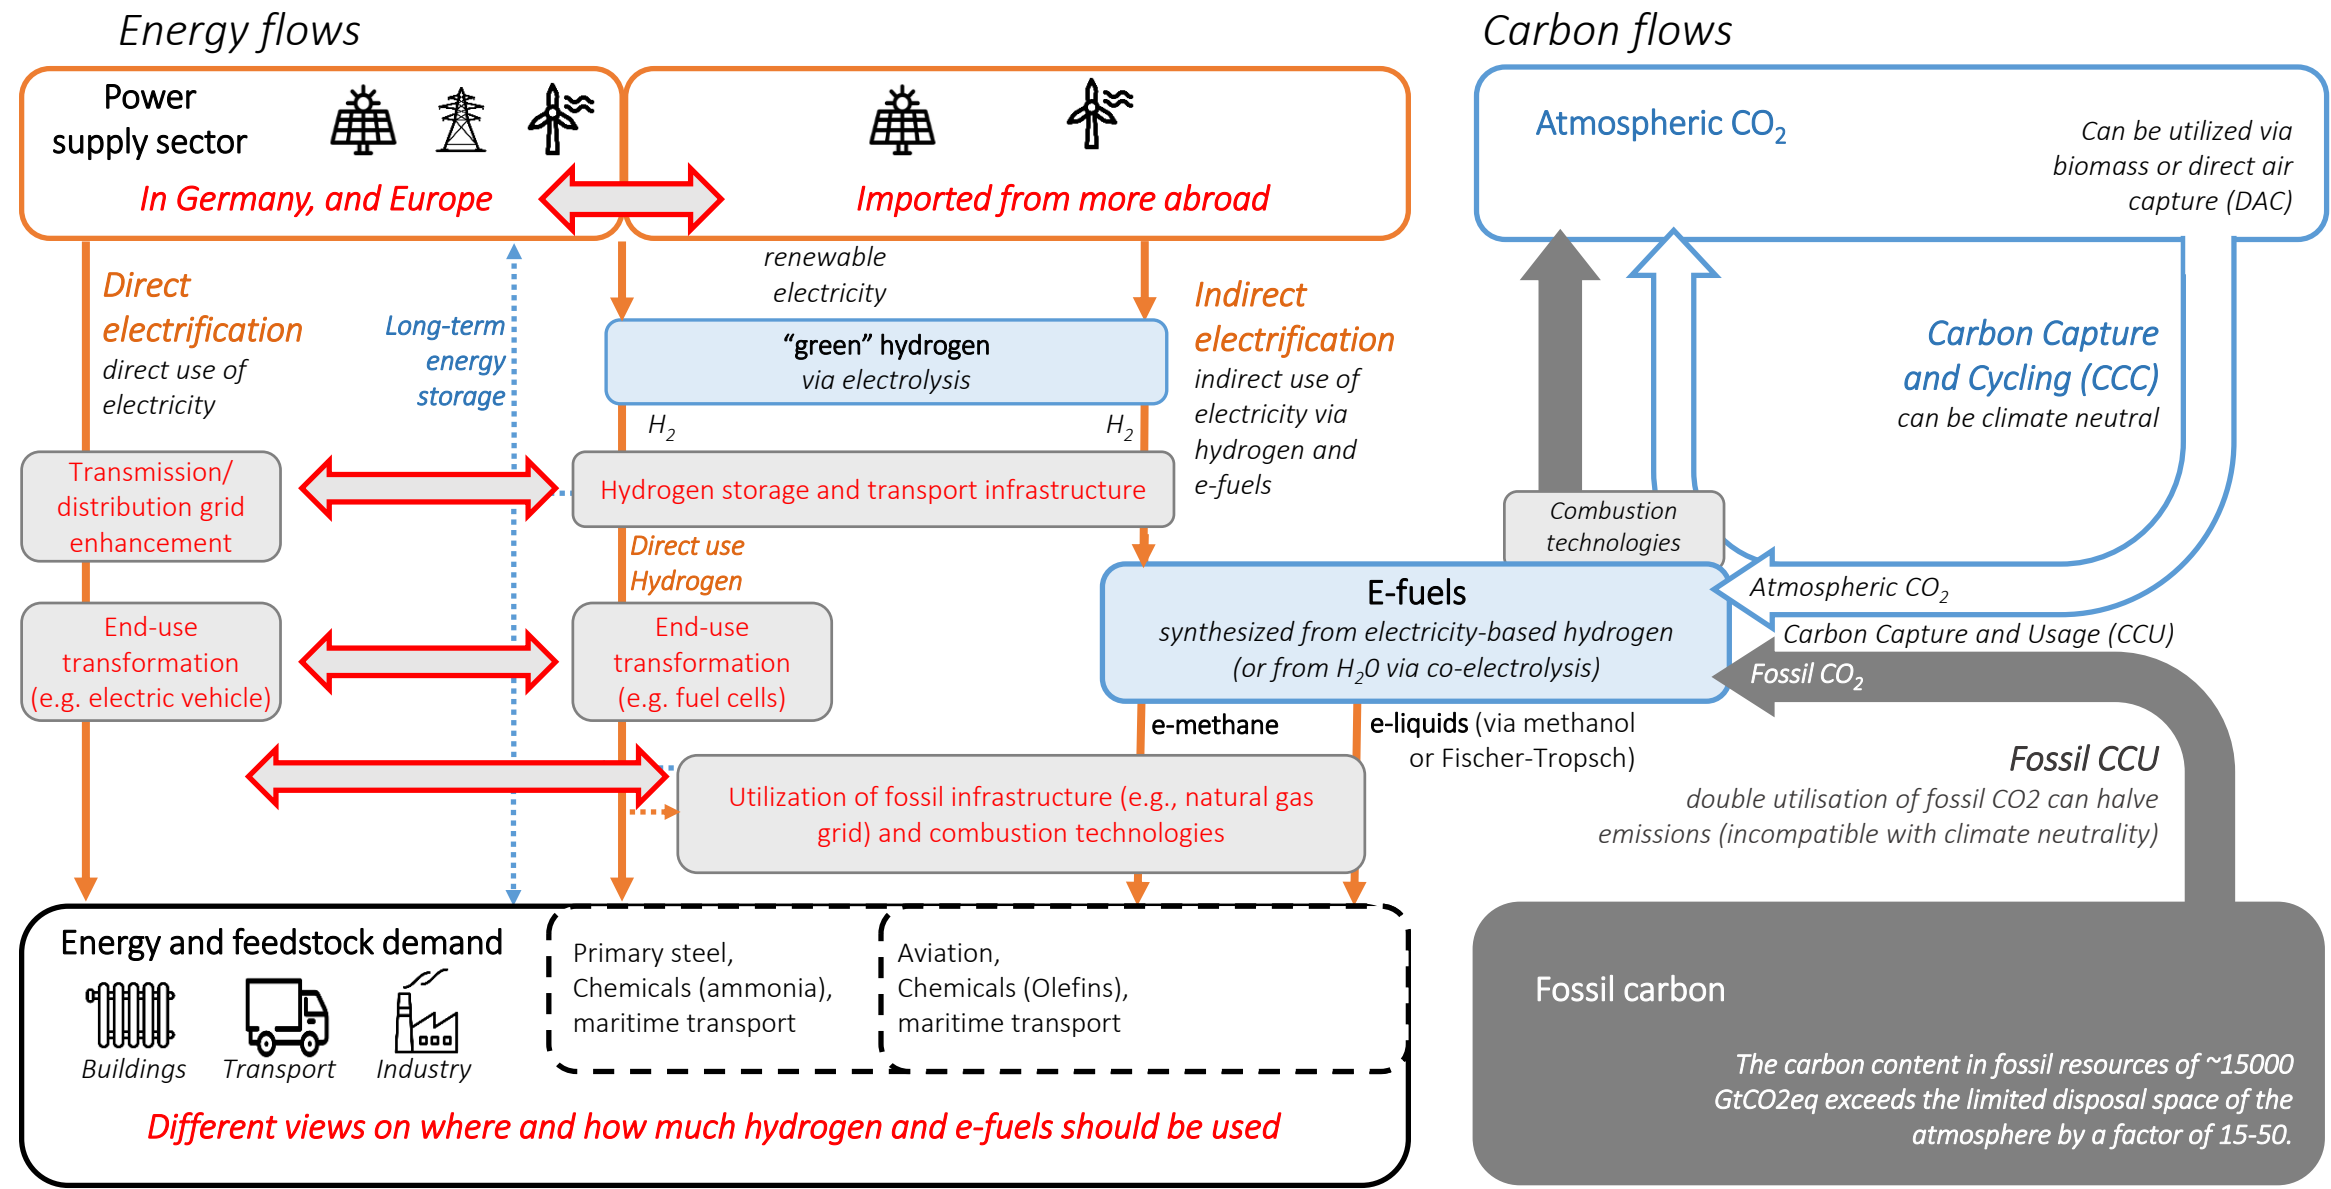 Energy flows
Carbon flows
Power
supply sector
In Germany, and Europe
Imported from more abroad
Atmospheric CO2
Can be utilized via
biomass or direct air
capture (DAC)
Direct
electrification
direct use of
electricity
Long-term
energy
storage
renewable
electricity
"green" hydrogen
via electrolysis
H2
H2
Indirect
electrification
indirect use of
electricity via
hydrogen and
e-fuels
Carbon Capture
and Cycling (CCC)
can be climate neutral
Transmission/
distribution grid
enhancement
Hydrogen storage and transport infrastructure
Combustion
technologies
Direct use
Hydrogen
End-use
transformation
(e.g. electric vehicle)
End-use
transformation
(e.g. fuel cells)
E-fuels
synthesized from electricity-based hydrogen
(or from H20 via co-electrolysis)
Atmospheric CO2
Carbon Capture and Usage (CCU)
Fossil CO2
e-methane
e-liquids (via methanol
or Fischer-Tropsch)
Fossil CCU
double utilisation of fossil CO2 can halve
emissions (incompatible with climate neutrality)
Utilization of fossil infrastructure (e.g., natural gas
grid) and combustion technologies
Energy and feedstock demand
Buildings
Transport
Industry
Primary steel,
Chemicals (ammonia),
maritime transport
Aviation,
Chemicals (Olefins),
maritime transport
Different views on where and how much hydrogen and e-fuels should be used
Fossil carbon
The carbon content in fossil resources of ~15000
GtCO2eq exceeds the limited disposal space of the
atmosphere by a factor of 15-50.